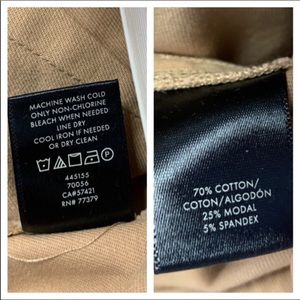 MACHINE WASH COLD
ONLY NON-CHLORINE
BLEACH WHEN NEEDED
LINE DRY
COOL IRON IF NEEDED
OR DRY CLEAN
445155
70056
CA#57421
RN# 77379
70% COTTON/
COTON/ALGODÓN
25% MODAL
5% SPANDEX